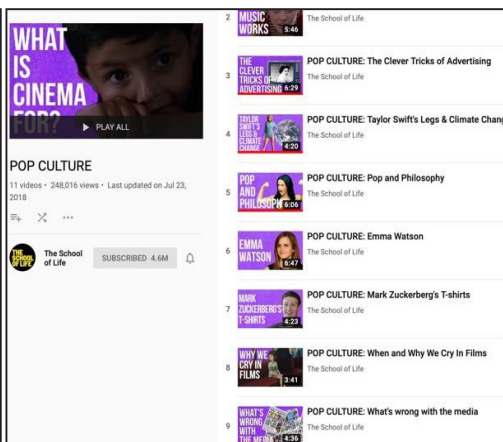 WHAT
IS
CINEMA
FOR?
PLAY ALL
POP CULTURE
11 videos • 248,016 views • Last updated on Jul 23,
2018
THE
SCHOOL
OF LIFE
The School
of Life
SUBSCRIBED 4.6M
2
MUSIC
WORKS
5:46
The School of Life
3
THE
CLEVER
TRICKS OF
ADVERTISING
6:29
POP CULTURE: The Clever Tricks of Advertising
The School of Life
4
TAYLOR
SWIFT'S
LEGS &
CLIMATE
CHANGE
4:20
POP CULTURE: Taylor Swift's Legs & Climate Chang
The School of Life
5
POP
AND
PHILOSOPH
6:06
POP CULTURE: Pop and Philosophy
The School of Life
6
EMMA
WATSON
6:47
POP CULTURE: Emma Watson
The School of Life
7
MARK
ZUCKERBERG'S
T-SHIRTS
4:23
POP CULTURE: Mark Zuckerberg's T-shirts
The School of Life
8
WHY WE
CRY IN
FILMS
3:41
POP CULTURE: When and Why We Cry In Films
The School of Life
9
WHAT'S
WRONG
WITH
THE MEDIA
4:36
POP CULTURE: What's wrong with the media
The School of Life